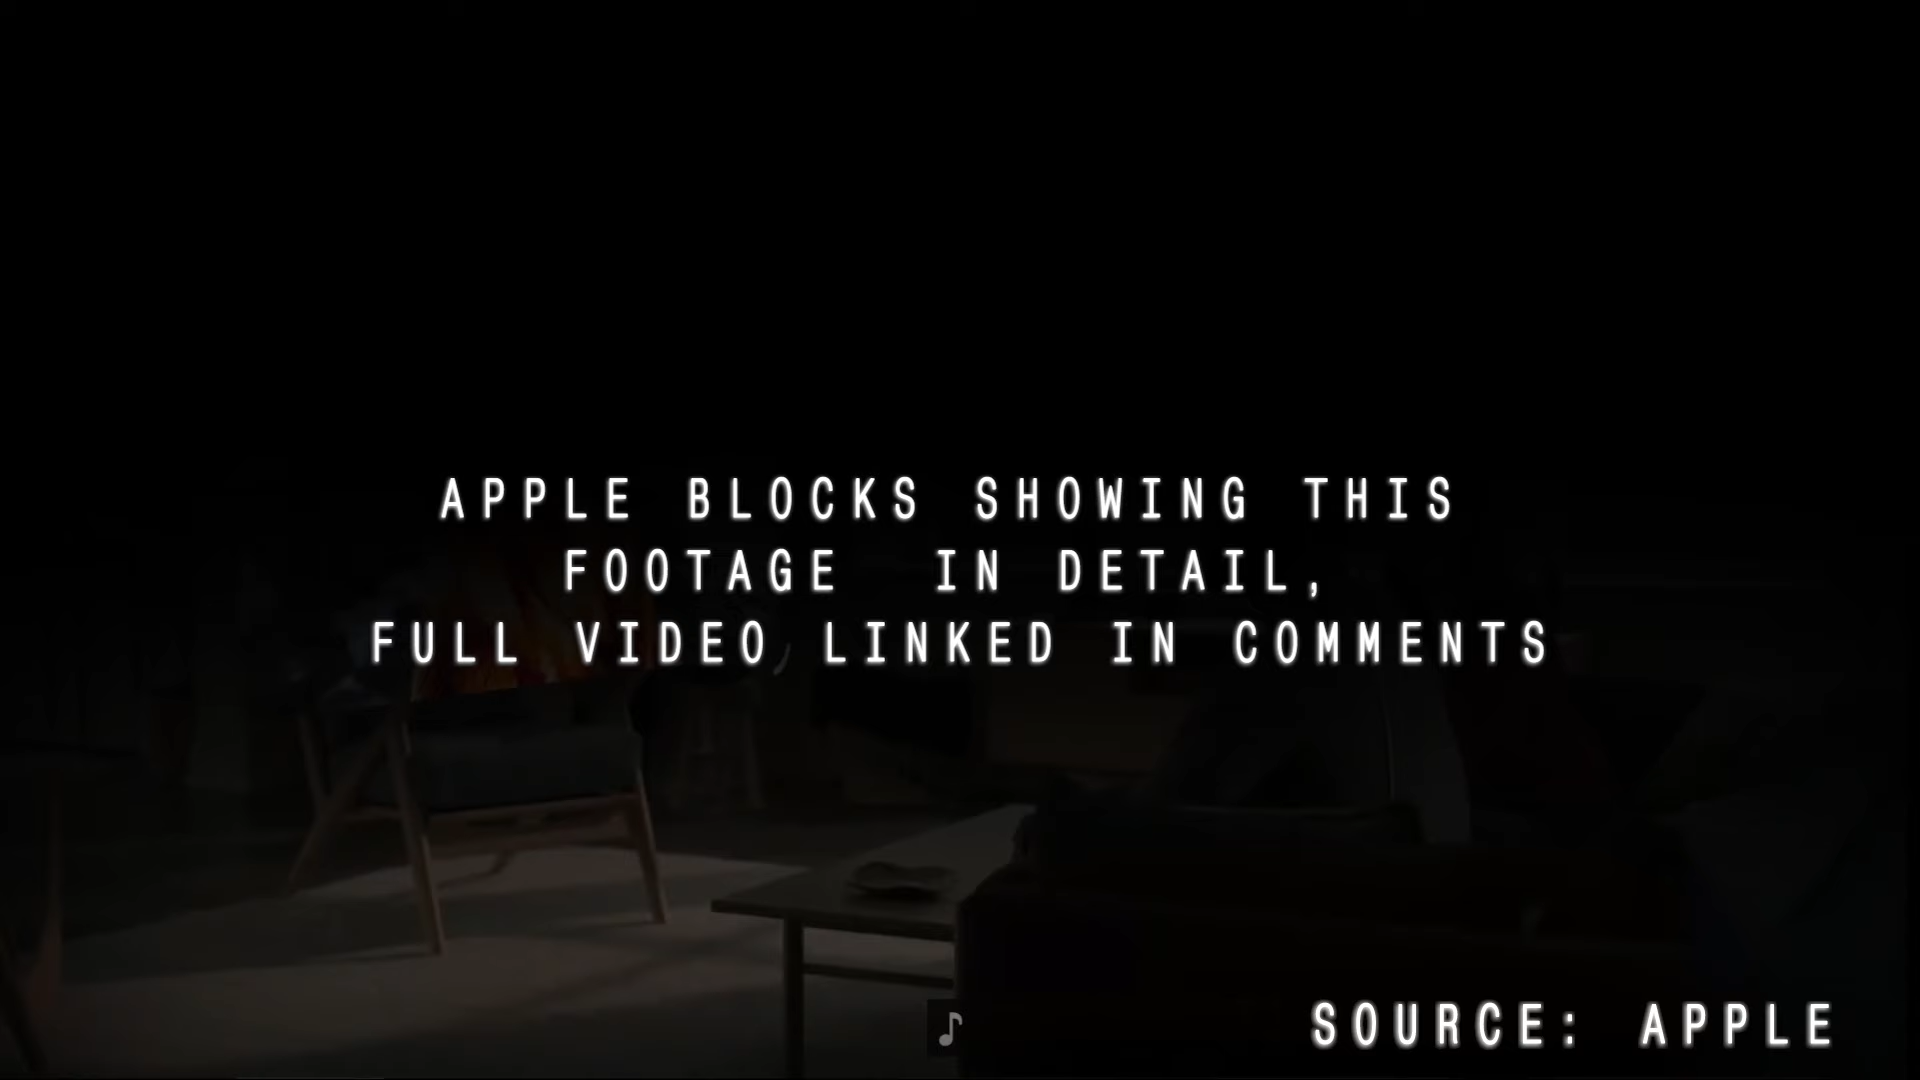 APPLE BLOCKS SHOWING THIS
FOOTAGE IN DETAIL,
FULL VIDEO LINKED IN COMMENTS
SOURCE: APPLE